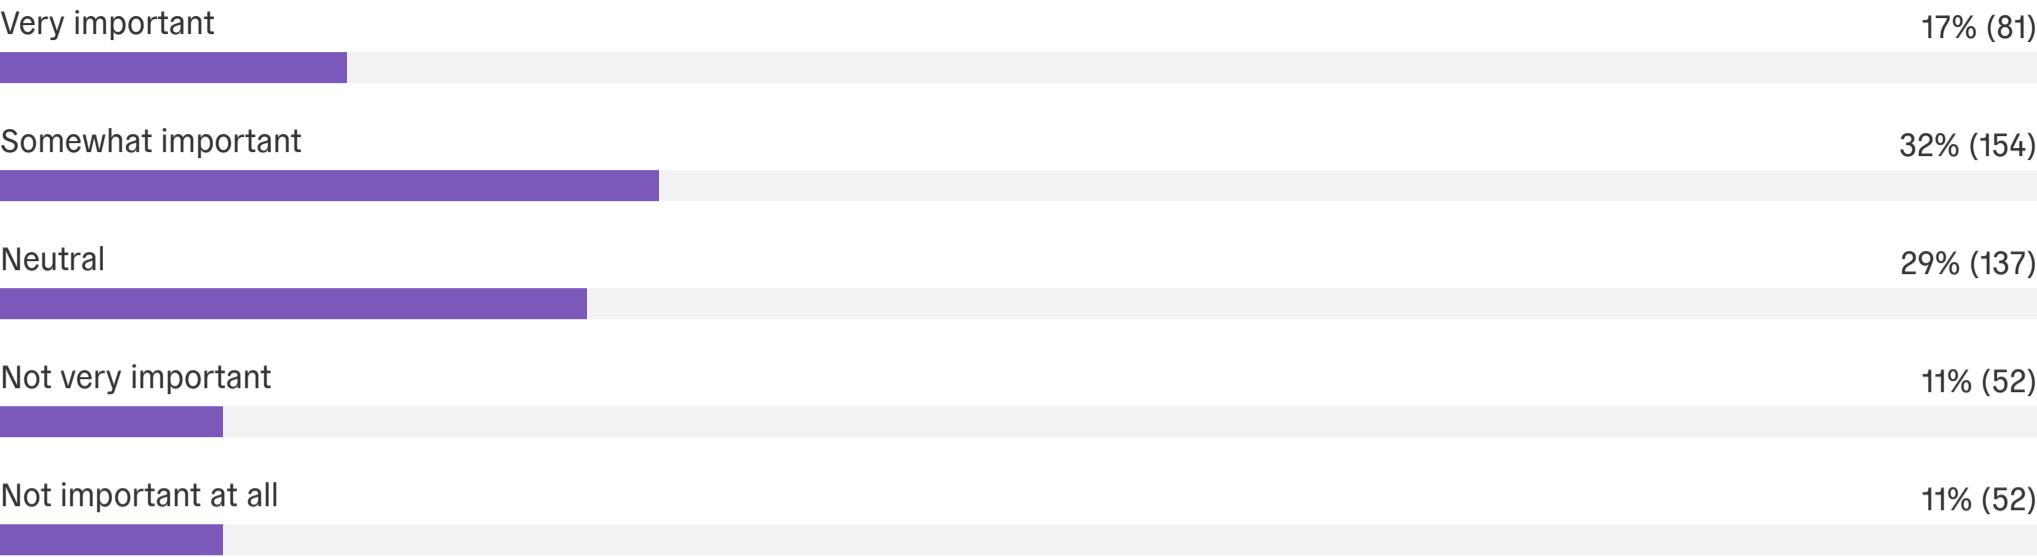 Very important 17% (81)
Somewhat important 32% (154)
Neutral 29% (137)
Not very important 11% (52)
Not important at all 11% (52)